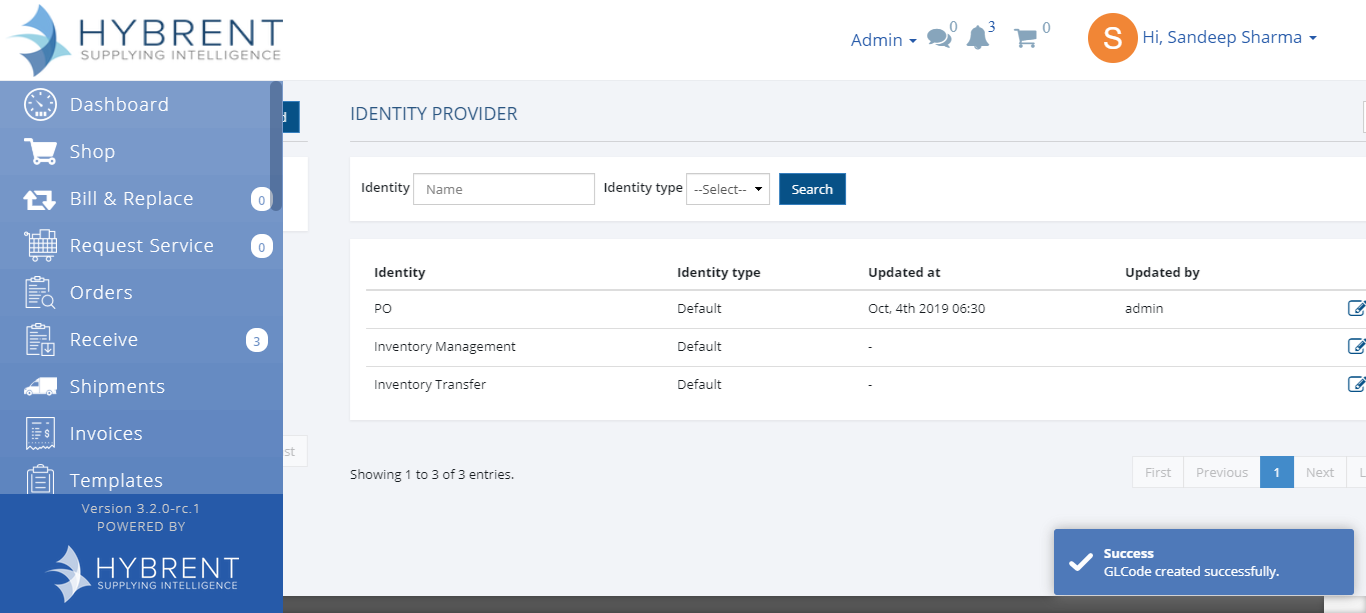 HYBRENT
SUPPLYING INTELLIGENCE
Admin
0
3
0
S
Hi, Sandeep Sharma
Dashboard
Shop
Bill & Replace
0
Request Service
0
Orders
Receive
3
Shipments
Invoices
Templates
Version 3.2.0-rc.1
POWERED BY
HYBRENT
SUPPLYING INTELLIGENCE
IDENTITY PROVIDER
Identity Name Identity type --Select-- Search
Identity Identity type Updated at Updated by
PO Default Oct, 4th 2019 06:30 admin
Inventory Management Default -
Inventory Transfer Default -
Showing 1 to 3 of 3 entries.
First Previous 1 Next
Success
GLCode created successfully.